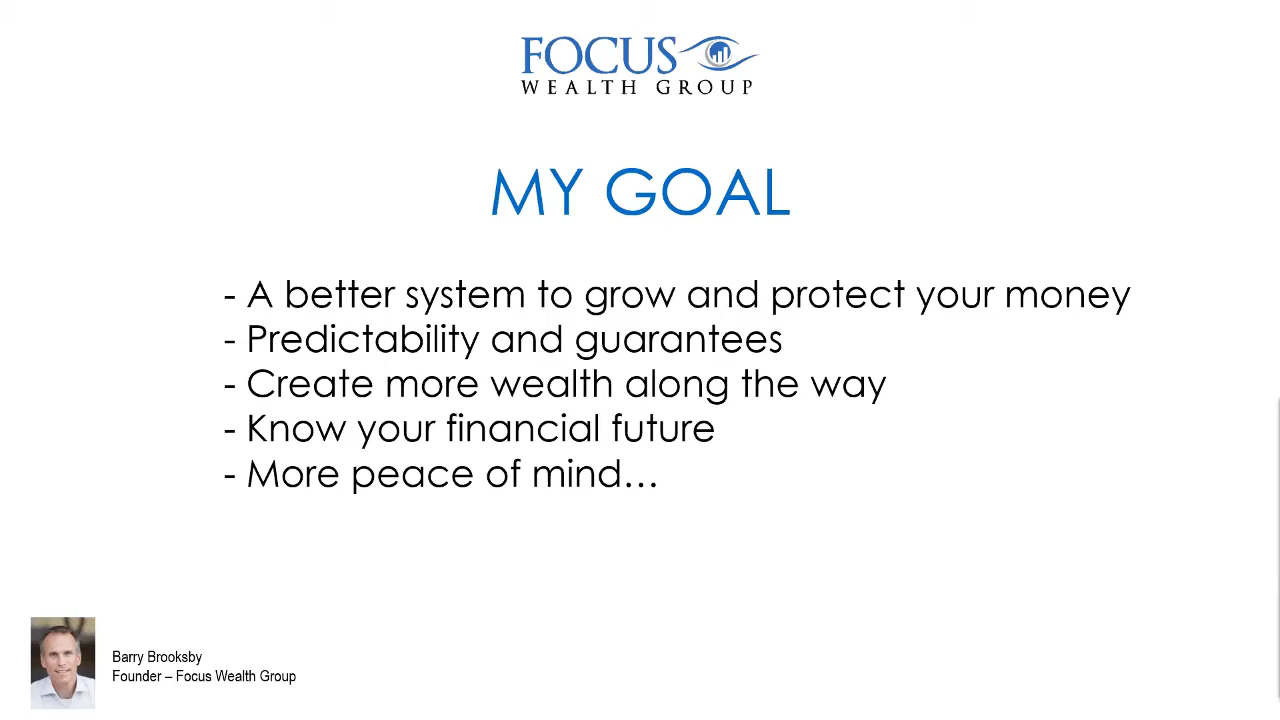 FOCUS
WEALTH GROUP
MY GOAL
- A better system to grow and protect your money
- Predictability and guarantees
- Create more wealth along the way
- Know your financial future
- More peace of mind…
Barry Brooksby
Founder – Focus Wealth Group